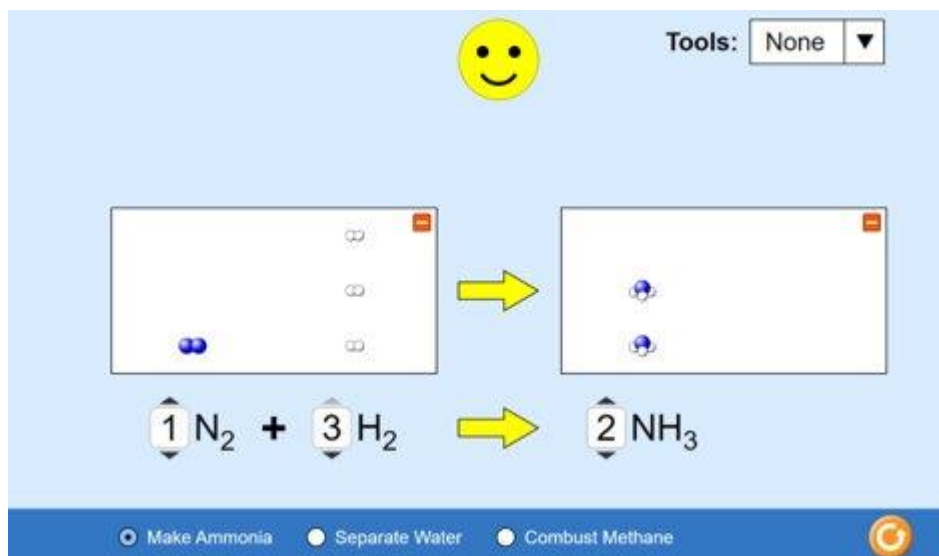 Tools: None ▼
1 N₂ + 3 H₂ → 2 NH₃
Make Ammonia Separate Water Combust Methane